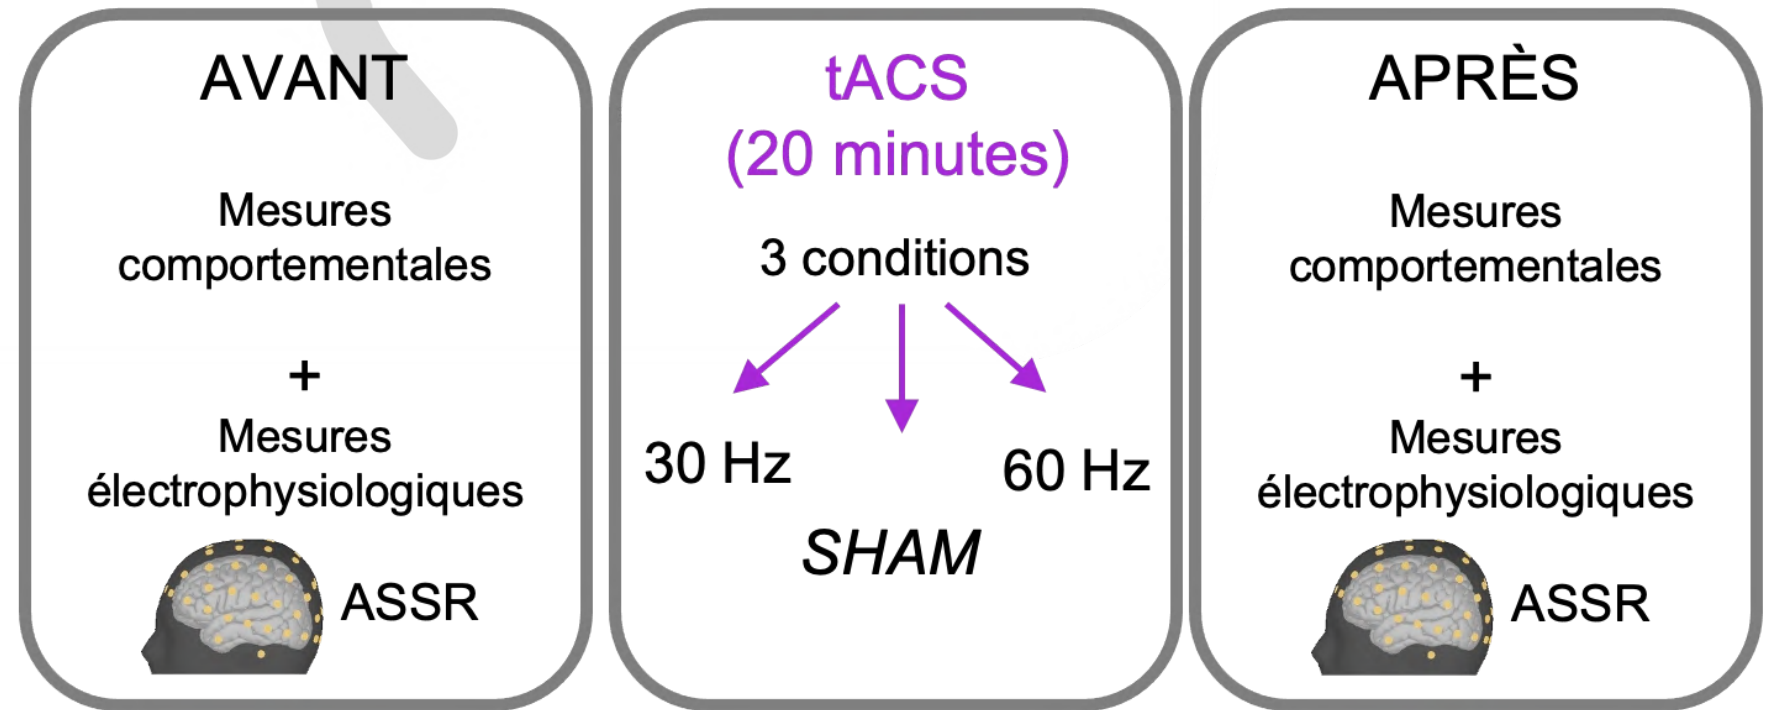 AVANT
Mesures
comportementales
+
Mesures
électrophysiologiques
ASSR
tACS
(20 minutes)
3 conditions
30 Hz
SHAM
60 Hz
APRÈS
Mesures
comportementales
+
Mesures
électrophysiologiques
ASSR